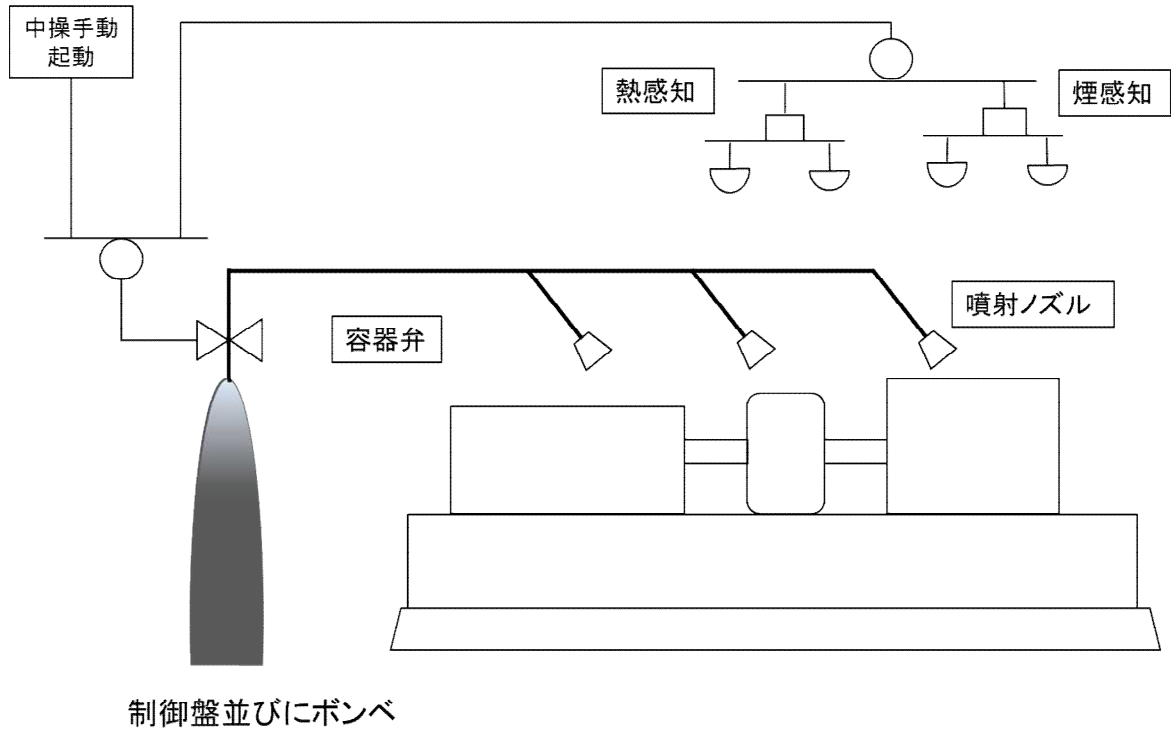 中操手動
起動
熱感知
煙感知
噴射ノズル
容器弁
制御盤並びにボンベ